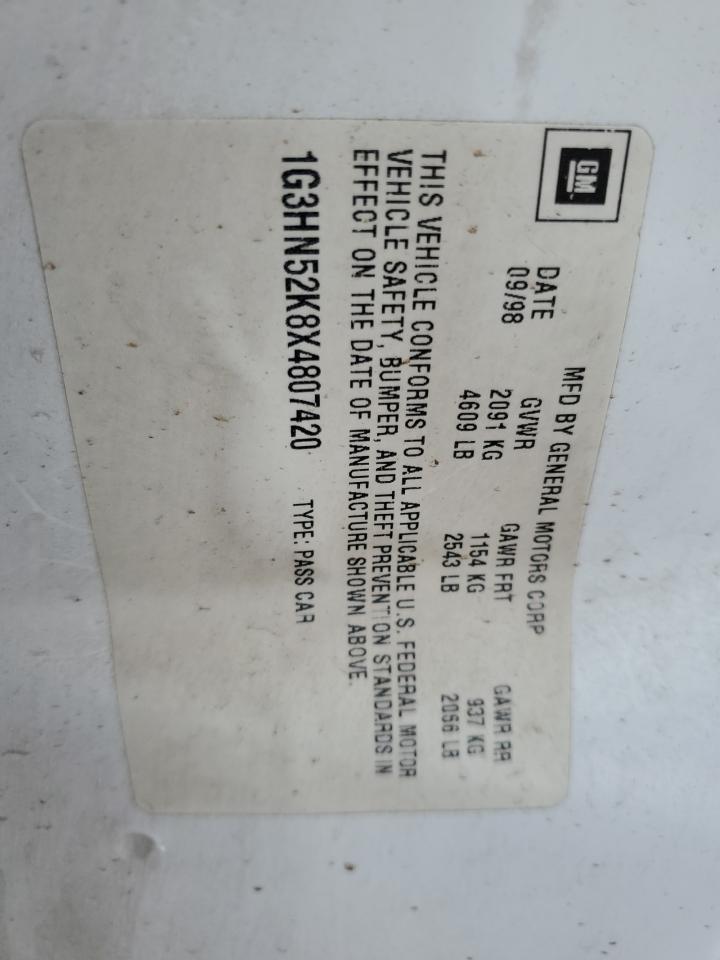 GM
MFD BY GENERAL MOTORS CORP
DATE GVWR GAWR FRT GAWR RR
09/98 2091 KG 1154 KG 937 KG
4609 LB 2543 LB 2066 LB
THIS VEHICLE CONFORMS TO ALL APPLICABLE U.S. FEDERAL MOTOR
VEHICLE SAFETY, BUMPER, AND THEFT PREVENTION STANDARDS IN
EFFECT ON THE DATE OF MANUFACTURE SHOWN ABOVE.
1G3HN52K8X4807420 TYPE: PASS CAR